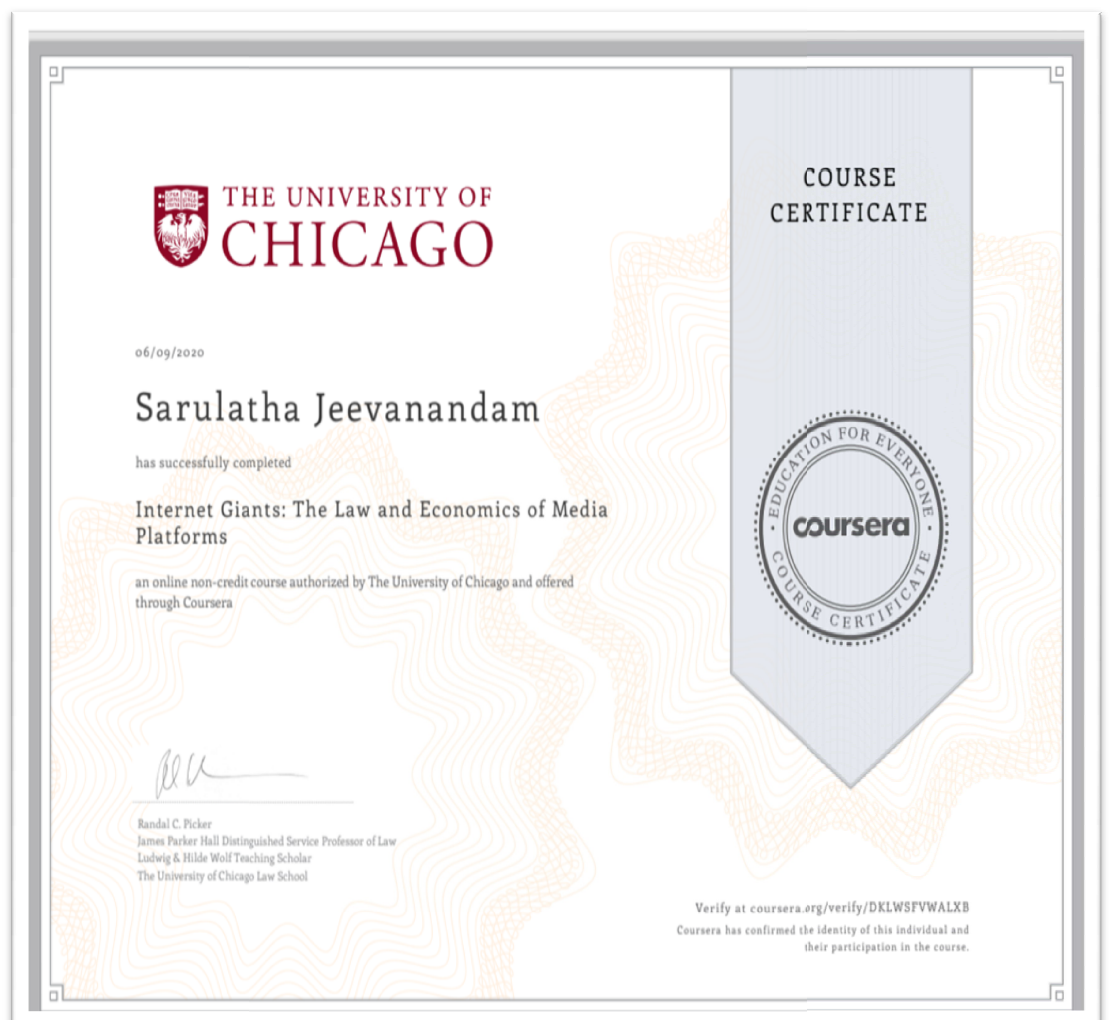 THE UNIVERSITY OF
CHICAGO
COURSE
CERTIFICATE
06/09/2020
Sarulatha Jeevanandam
has successfully completed
Internet Giants: The Law and Economics of Media
Platforms
an online non-credit course authorized by The University of Chicago and offered
through Coursera
EDUCATION FOR EVERYONE
coursera
COURSE CERTIFICATE
Randal C. Picker
James Parker Hall Distinguished Service Professor of Law
Ludwig & Hilde Wolf Teaching Scholar
The University of Chicago Law School
Verify at coursera.org/verify/DKLWSFVWALXB
Coursera has confirmed the identity of this individual and
their participation in the course.